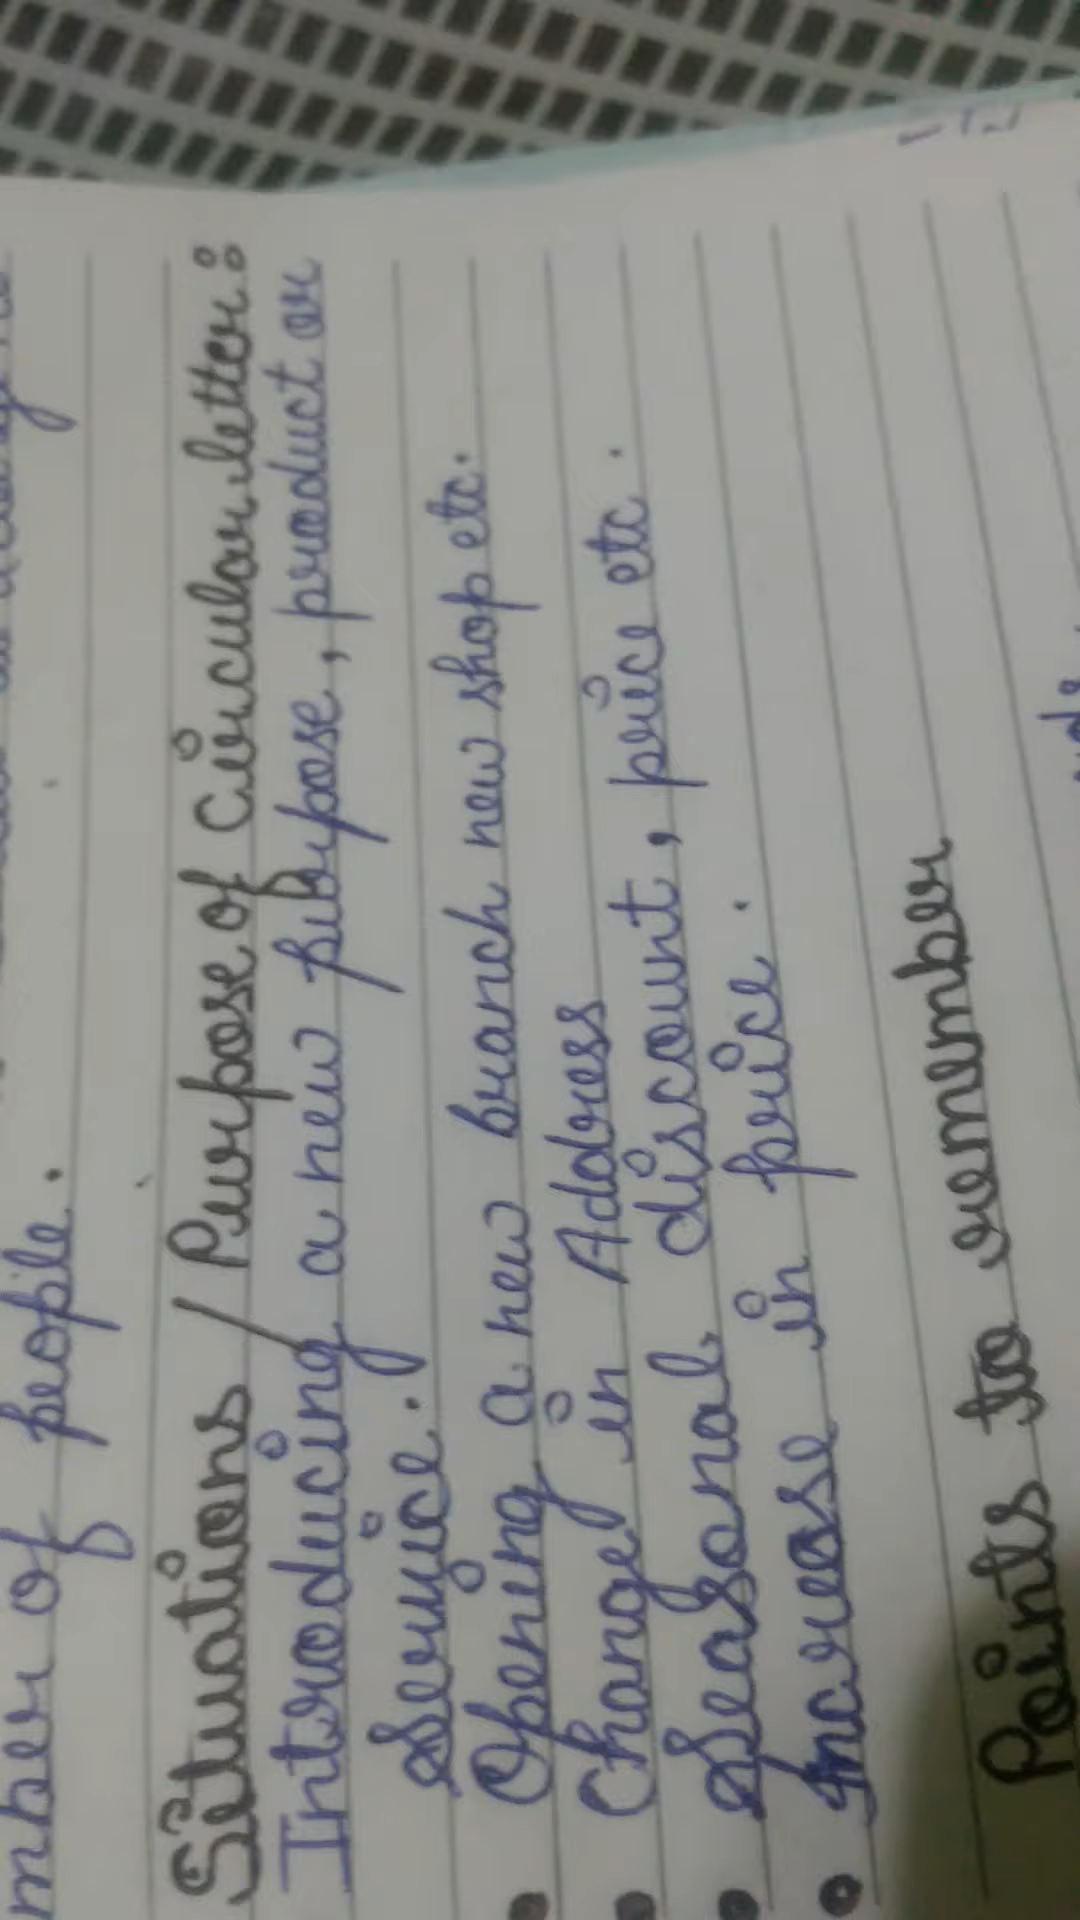 of people.
Situations / Purpose of Circular letter:
Introducing a new purpose, product or
Service.
• Opening a new branch new shop etc.
• Change in Address
• Seasonal discount, price etc.
• Increase in price.
Points to remember